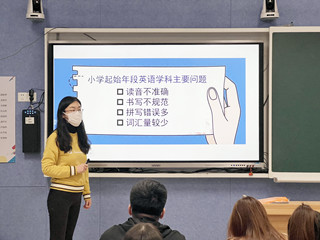 小学起始年段英语学科主要问题
读音不准确
书写不规范
拼写错误多
词汇量较少